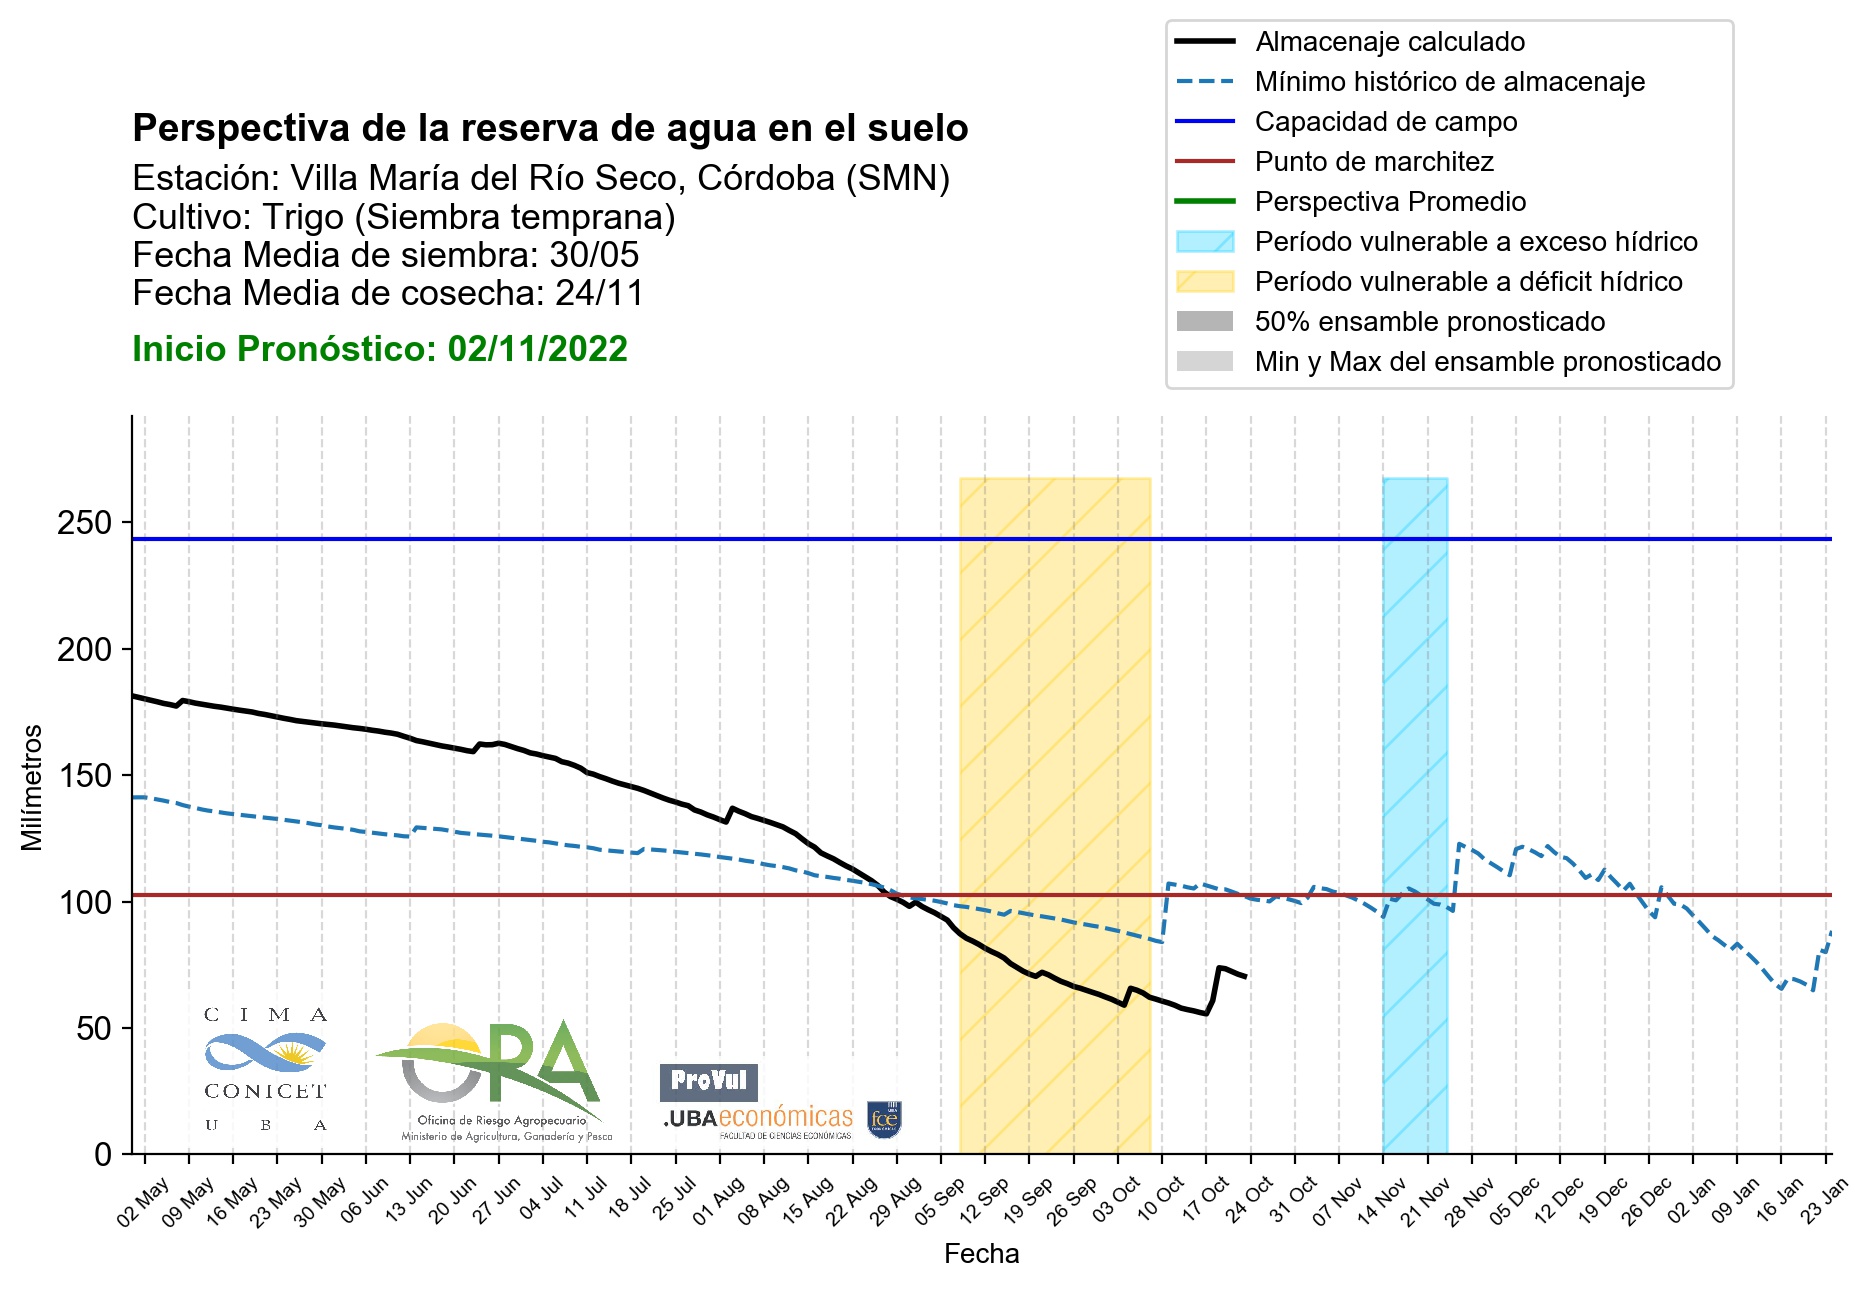 Almacenaje calculado
Mínimo histórico de almacenaje
Capacidad de campo
Punto de marchitez
Perspectiva Promedio
Período vulnerable a exceso hídrico
Período vulnerable a déficit hídrico
50% ensamble pronosticado
Min y Max del ensamble pronosticado
Perspectiva de la reserva de agua en el suelo
Estación: Villa María del Río Seco, Córdoba (SMN)
Cultivo: Trigo (Siembra temprana)
Fecha Media de siembra: 30/05
Fecha Media de cosecha: 24/11
Inicio Pronóstico: 02/11/2022
Milímetros
250
200
150
100
50
0
C I M A
CONICET
U B A
ORA
Oficina de Riesgo Agropecuario
Ministerio de Agricultura, Ganadería y Pesca
ProVul
.UBAeconómicas
FACULTAD DE CIENCIAS ECONÓMICAS
fce
02 May
09 May
16 May
23 May
30 May
06 Jun
13 Jun
20 Jun
27 Jun
04 Jul
11 Jul
18 Jul
25 Jul
01 Aug
08 Aug
15 Aug
22 Aug
29 Aug
05 Sep
12 Sep
19 Sep
26 Sep
03 Oct
10 Oct
17 Oct
24 Oct
31 Oct
07 Nov
14 Nov
21 Nov
28 Nov
05 Dec
12 Dec
19 Dec
26 Dec
02 Jan
09 Jan
16 Jan
23 Jan
Fecha